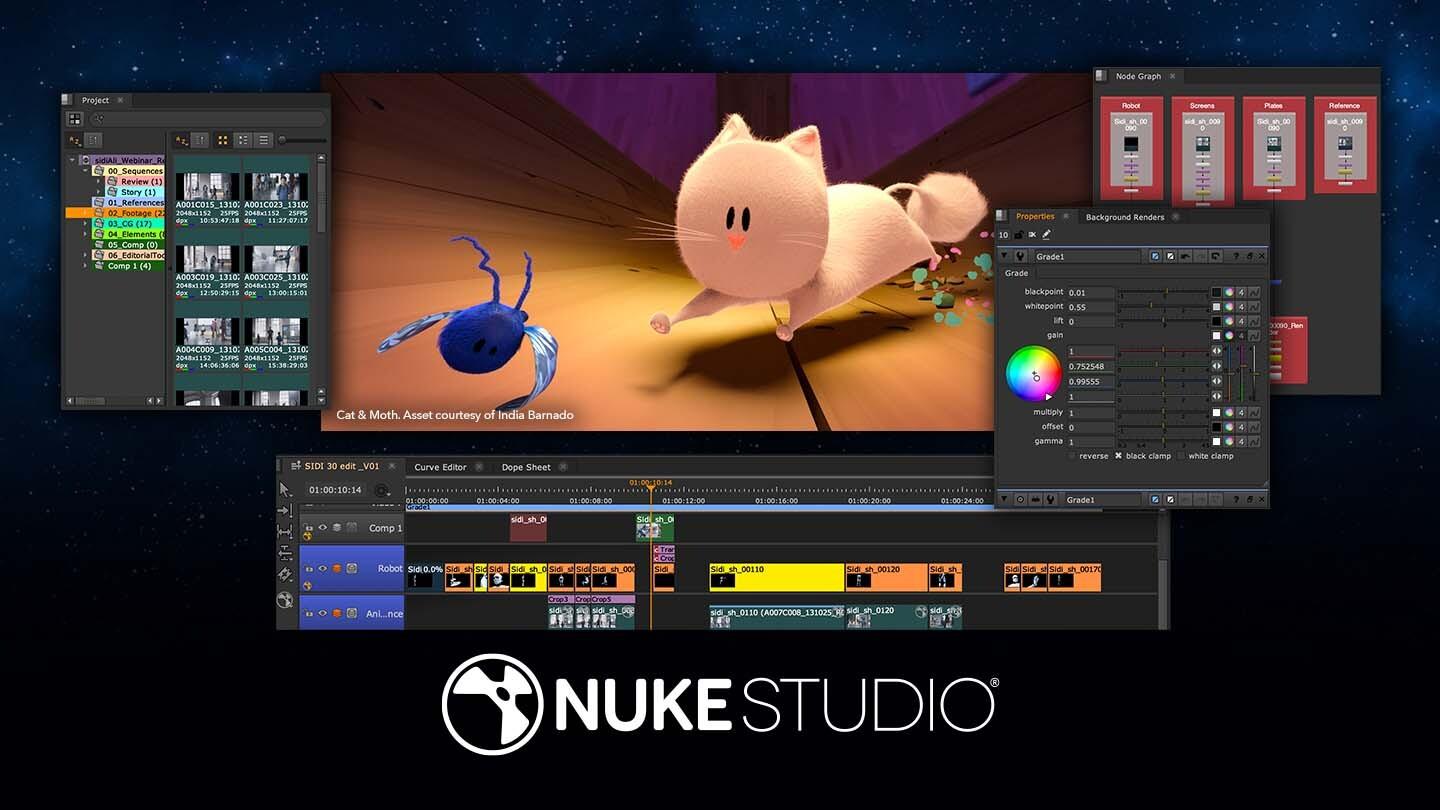 Project
sidiAli_Webinar_Re
00_Sequences
Review (1)
Story (1)
01_References
02_Footage (22
03_CG (17)
04_Elements (
05_Comp (0)
06_EditorialToo
Comp 1 (4)
A001C015_1310
A001C023_1310
2048x1152 25FPS
2048x1152 25FPS
dpx 10:53:47:18
dpx 11:27:07:17
A003C019_1310
A003C025_1310
2048x1152 25FPS
2048x1152 25FPS
dpx 12:50:29:15
dpx 13:00:15:01
A004C009_1310
A005C004_1310
2048x1152 25FPS
2048x1152 25FPS
dpx 14:06:36:06
dpx 15:38:29:03
Cat & Moth. Asset courtesy of India Barnado
Node Graph
Robot
Screens
Plates
Reference
Sidi_sh_00
090
sidi_sh_009
0
Sidi_sh_00
090
sidi_sh_009
0
Properties
Background Renders
10
Grade1
Grade
blackpoint 0.01
whitepoint 0.55
lift 0
gain
1
0.752548
0.99555
1
multiply 1
offset 0
gamma 1
reverse
black clamp
white clamp
Grade1
SIDI 30 edit _V01
Curve Editor
Dope Sheet
01:00:10:14
01:00:10:14
01:00:00:00
01:00:04:00
01:00:08:00
01:00:12:00
01:00:16:00
01:00:20:00
01:00:24:00
Grade1
Comp 1
sidi_sh_00
Sidi_sh_0
Robot
Sidi 0.0%
Sidi_sh
Sidi
Sidi_sh_0
Sidi_sh
Sidi_sh_000
Sidi
Sidi_sh_00110
Sidi_sh_00120
Sidi_sh
Sidi
Sidi_sh
Sidi_sh_00170
Ani...nce
Crop3
Crop
Crop5
sidi_sh_0110 (A007C008_131025_R
sidi_sh_0120
NUKE STUDIO®